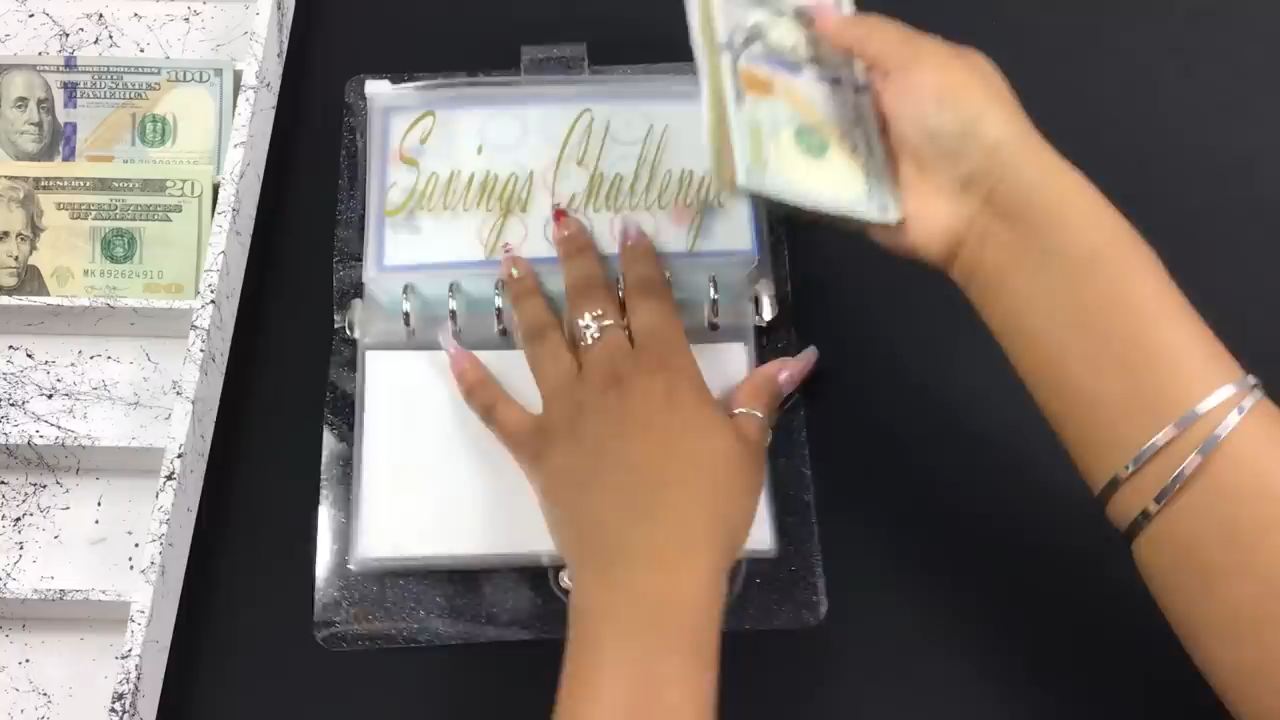 ONE HUNDRED DOLLARS
100
THE
UNITED STATES
OF AMERICA
100
RESERVE NOTE
20
THE
UNITED STATES
OF AMERICA
MK 89262491 D
20
Savings Challenge